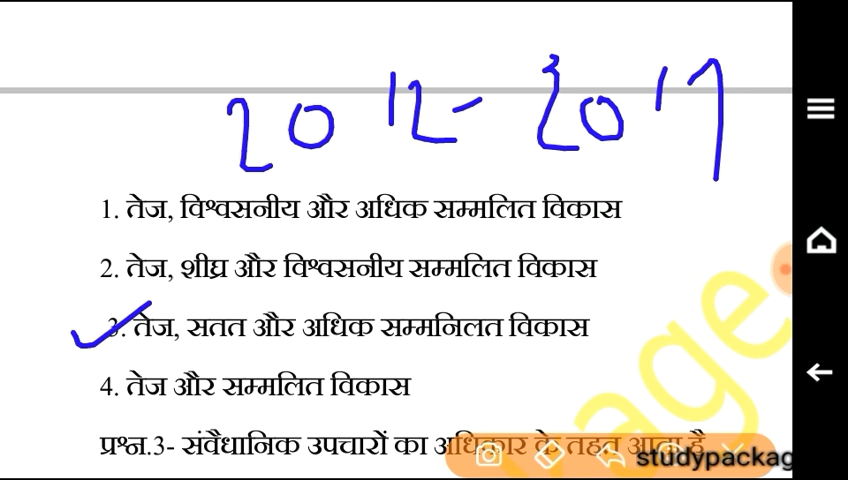 2012-2017
1. तेज, विश्वसनीय और अधिक सम्मलित विकास
2. तेज, शीघ्र और विश्वसनीय सम्मलित विकास
3. तेज, सतत और अधिक सम्मनिलत विकास
4. तेज और सम्मलित विकास
प्रश्न.3- संवैधानिक उपचारों का अधिकार के तहत आता है
studypackag
age